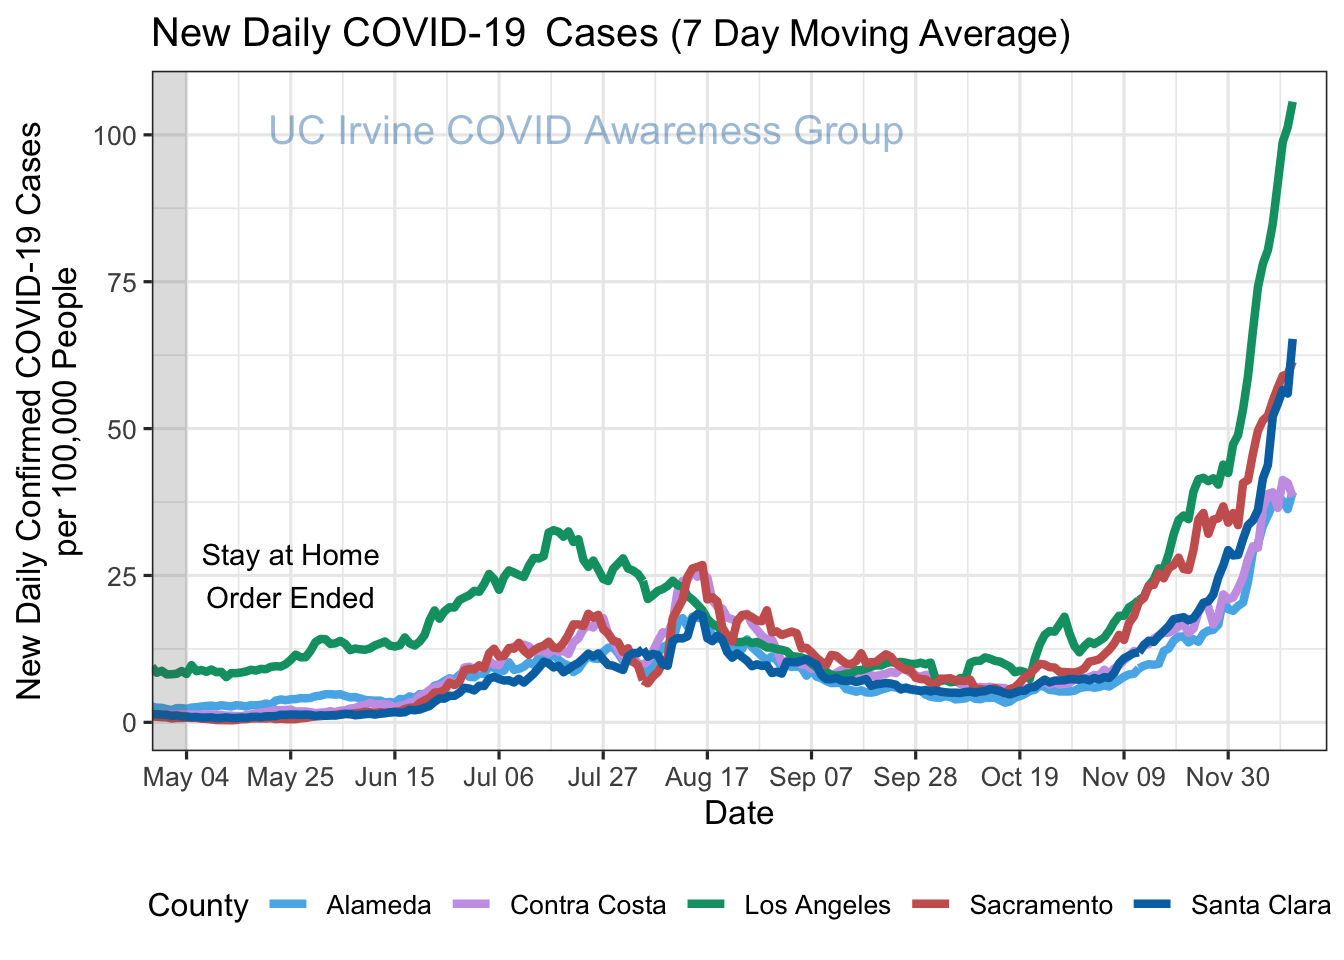 New Daily COVID-19 Cases (7 Day Moving Average)
UC Irvine COVID Awareness Group
New Daily Confirmed COVID-19 Cases
per 100,000 People
100
75
50
25
0
Stay at Home
Order Ended
May 04 May 25 Jun 15 Jul 06 Jul 27 Aug 17 Sep 07 Sep 28 Oct 19 Nov 09 Nov 30
Date
County Alameda Contra Costa Los Angeles Sacramento Santa Clara